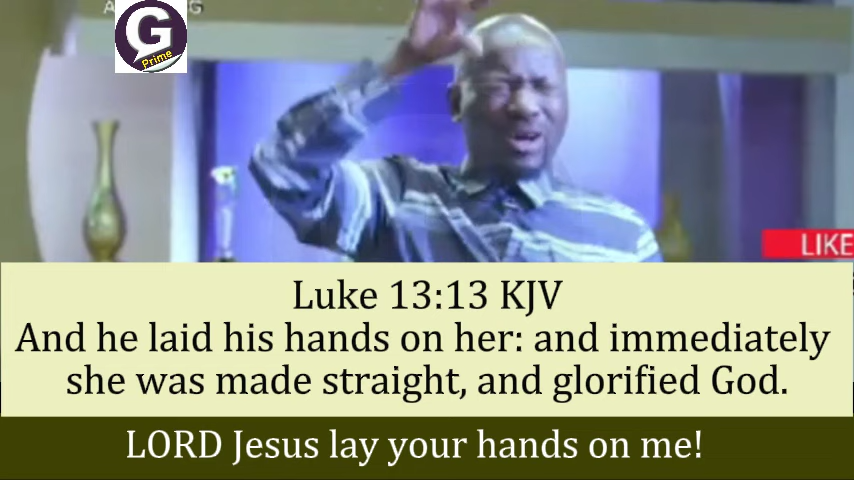 G
Prime
LIKE
Luke 13:13 KJV
And he laid his hands on her: and immediately
she was made straight, and glorified God.
LORD Jesus lay your hands on me!